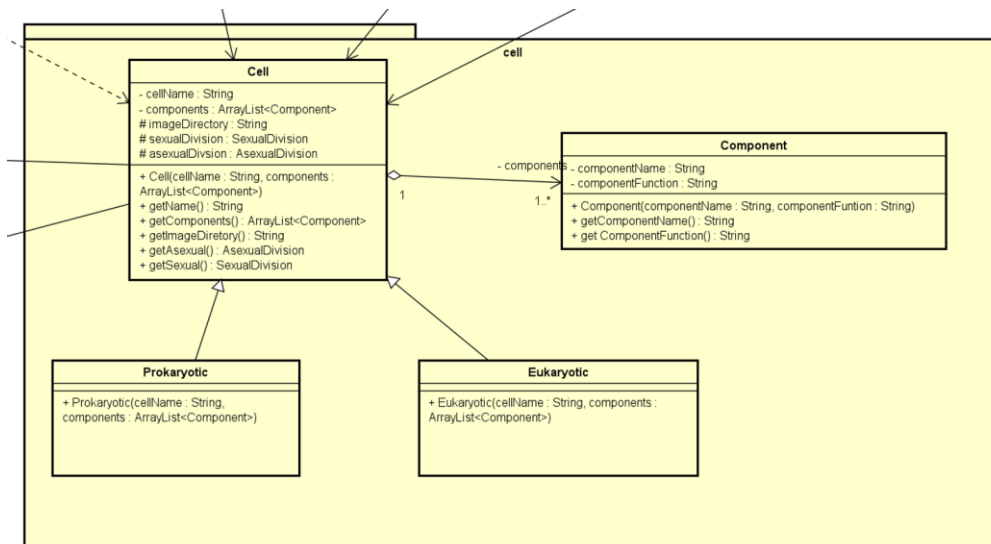 cell
Cell
- cellName : String
- components : ArrayList<Component>
# imageDirectory : String
# sexualDivision : SexualDivision
# asexualDivsion : AsexualDivision
+ Cell(cellName : String, components :
ArrayList<Component>)
+ getName() : String
+ getComponents() : ArrayList<Component>
+ getImageDiretory() : String
+ getAsexual() : AsexualDivision
+ getSexual() : SexualDivision
- components
1
1..*
Component
- componentName : String
- componentFunction : String
+ Component(componentName : String, componentFuntion : String)
+ getComponentName() : String
+ get ComponentFunction() : String
Prokaryotic
+ Prokaryotic(cellName : String,
components : ArrayList<Component>)
Eukaryotic
+ Eukaryotic(cellName : String, components :
ArrayList<Component>)